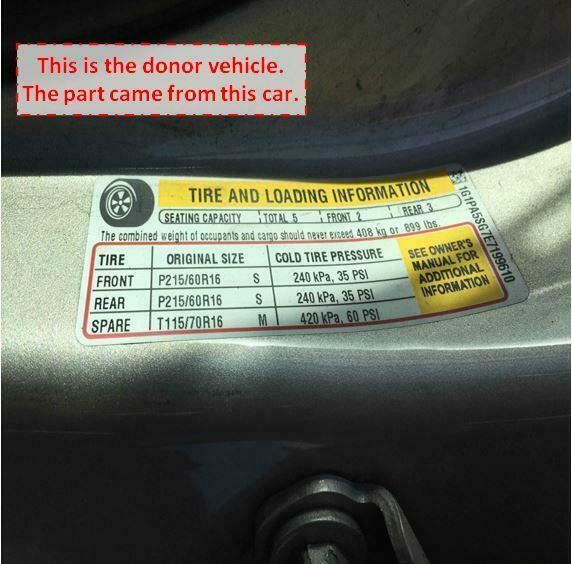 This is the donor vehicle.
The part came from this car.
TIRE AND LOADING INFORMATION
SEATING CAPACITY TOTAL 5 FRONT 2 REAR 3
The combined weight of occupants and cargo should never exceed 408 kg or 899 lbs.
TIRE ORIGINAL SIZE COLD TIRE PRESSURE
FRONT P215/60R16 S 240 kPa, 35 PSI
REAR P215/60R16 S 240 kPa, 35 PSI
SPARE T115/70R16 M 420 kPa, 60 PSI
SEE OWNER'S
MANUAL FOR
ADDITIONAL
INFORMATION
1G1PA5SG7E7199610